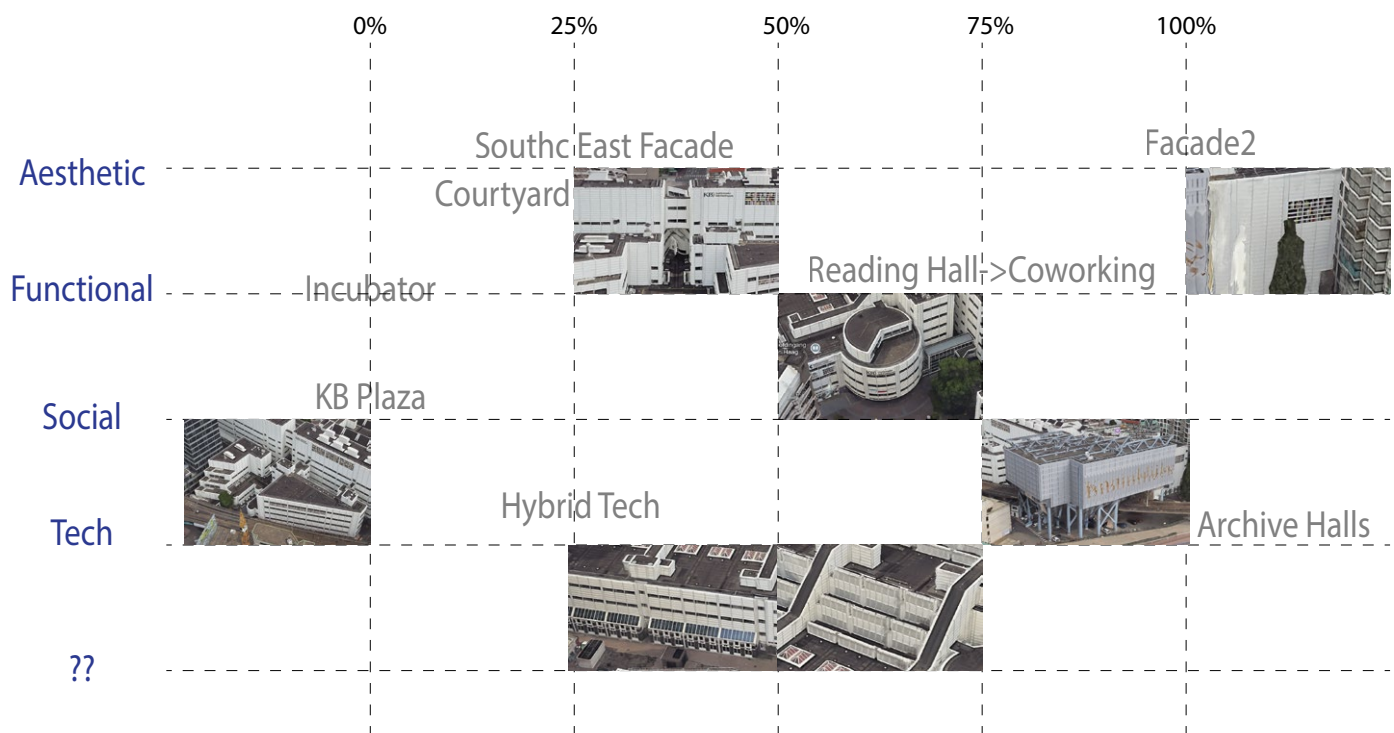 0% 25% 50% 75% 100%
Southc East Facade
Facade2
Aesthetic
Courtyard
Functional
Incubator
Reading Hall->Coworking
KB Plaza
Social
Hybrid Tech
Tech
Archive Halls
??